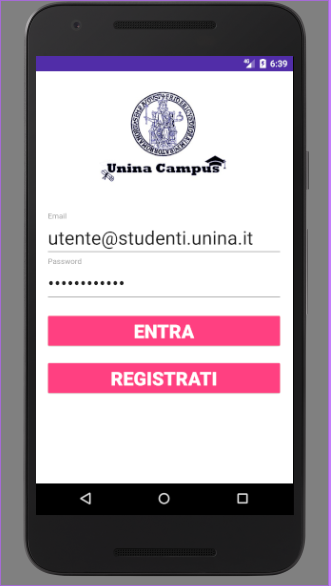 6:39
Unina Campus
Email
utente@studenti.unina.it
Password
••••••••••••
ENTRA
REGISTRATI